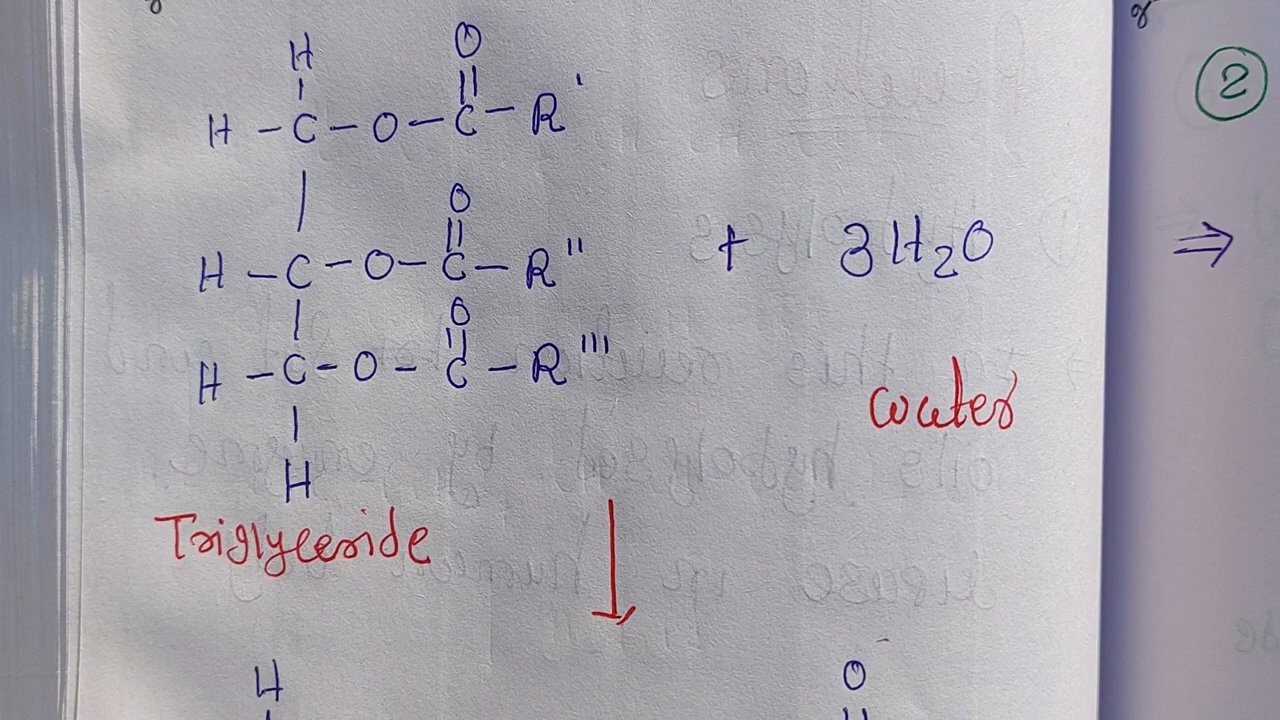 H O
H - C - O - C - R'
O
H - C - O - C - R'' + 3H₂O ⇒
O
H - C - O - C - R'''
water
H
Triglyceride
H O
②